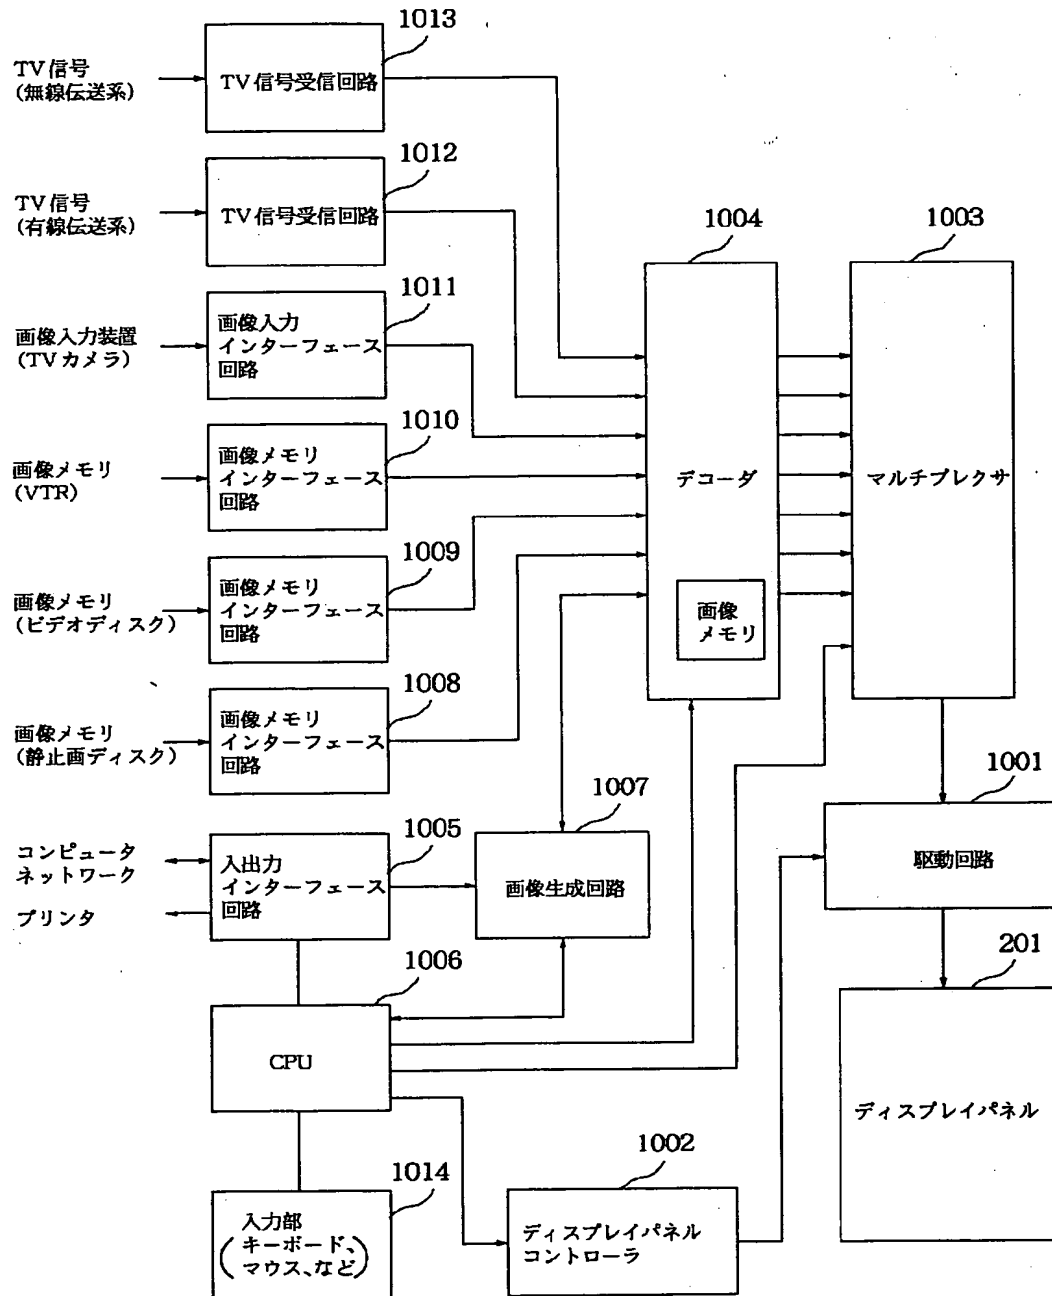 1013
TV信号
(無線伝送系)
TV信号受信回路
1012
TV信号
(有線伝送系)
TV信号受信回路
1004
1003
1011
画像入力装置
(TVカメラ)
画像入力
インターフェース
回路
1010
画像メモリ
(VTR)
画像メモリ
インターフェース
回路
デコーダ
マルチプレクサ
1009
画像メモリ
(ビデオディスク)
画像メモリ
インターフェース
回路
画像
メモリ
1008
画像メモリ
(静止画ディスク)
画像メモリ
インターフェース
回路
1007
1001
1005
コンピュータ
ネットワーク
プリンタ
入出力
インターフェース
回路
画像生成回路
駆動回路
1006
201
CPU
ディスプレイパネル
1002
1014
入力部
(キーボード、
マウス、など)
ディスプレイパネル
コントローラ